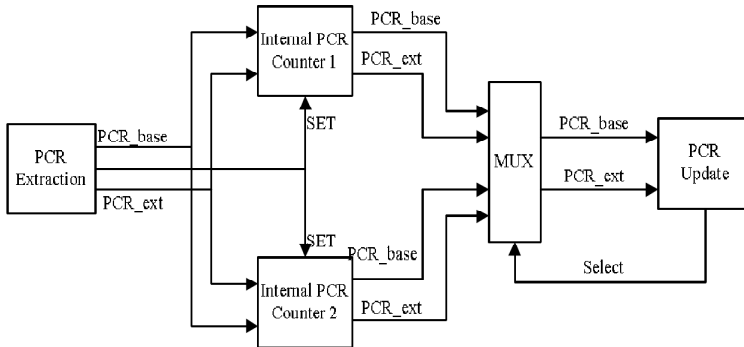 PCR_base
Internal PCR
Counter 1
PCR_ext
SET
PCR_base
PCR
Extraction
PCR_ext
MUX
PCR_base
PCR_ext
PCR
Update
SET
PCR_base
Internal PCR
Counter 2
PCR_ext
Select